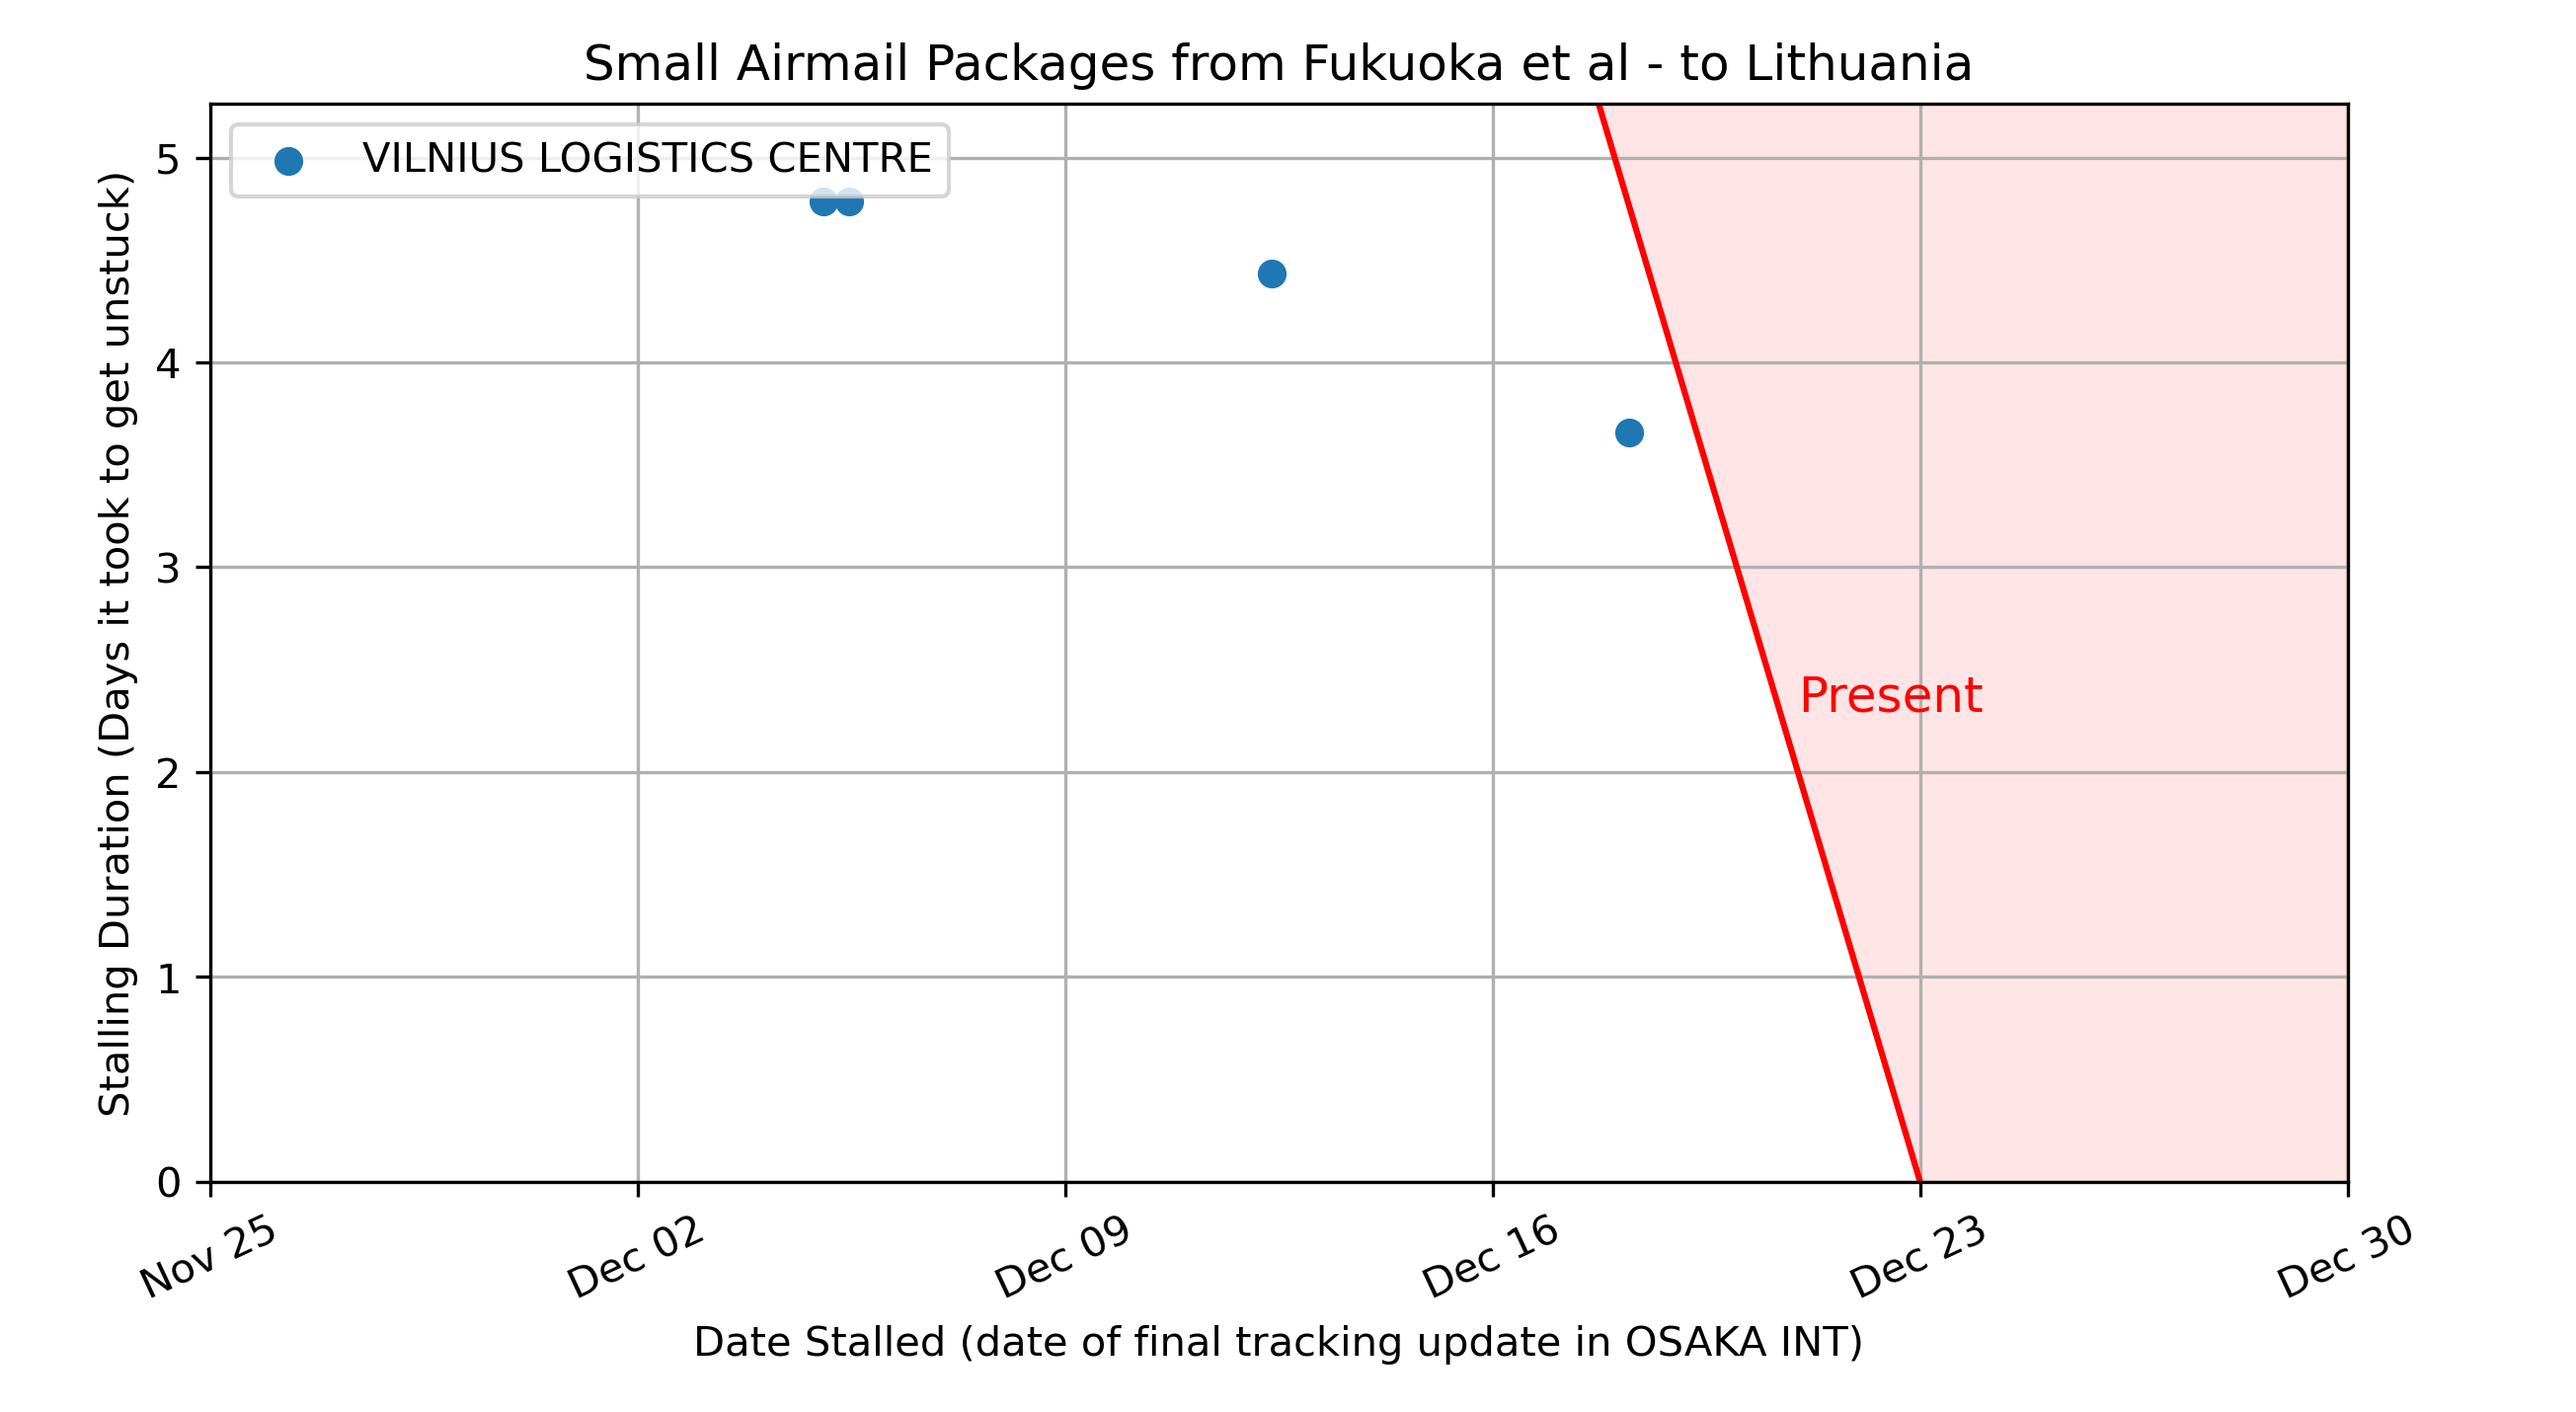 Small Airmail Packages from Fukuoka et al - to Lithuania
VILNIUS LOGISTICS CENTRE
Stalling Duration (Days it took to get unstuck)
5
4
3
2
1
0
Present
Nov 25
Dec 02
Dec 09
Dec 16
Dec 23
Dec 30
Date Stalled (date of final tracking update in OSAKA INT)